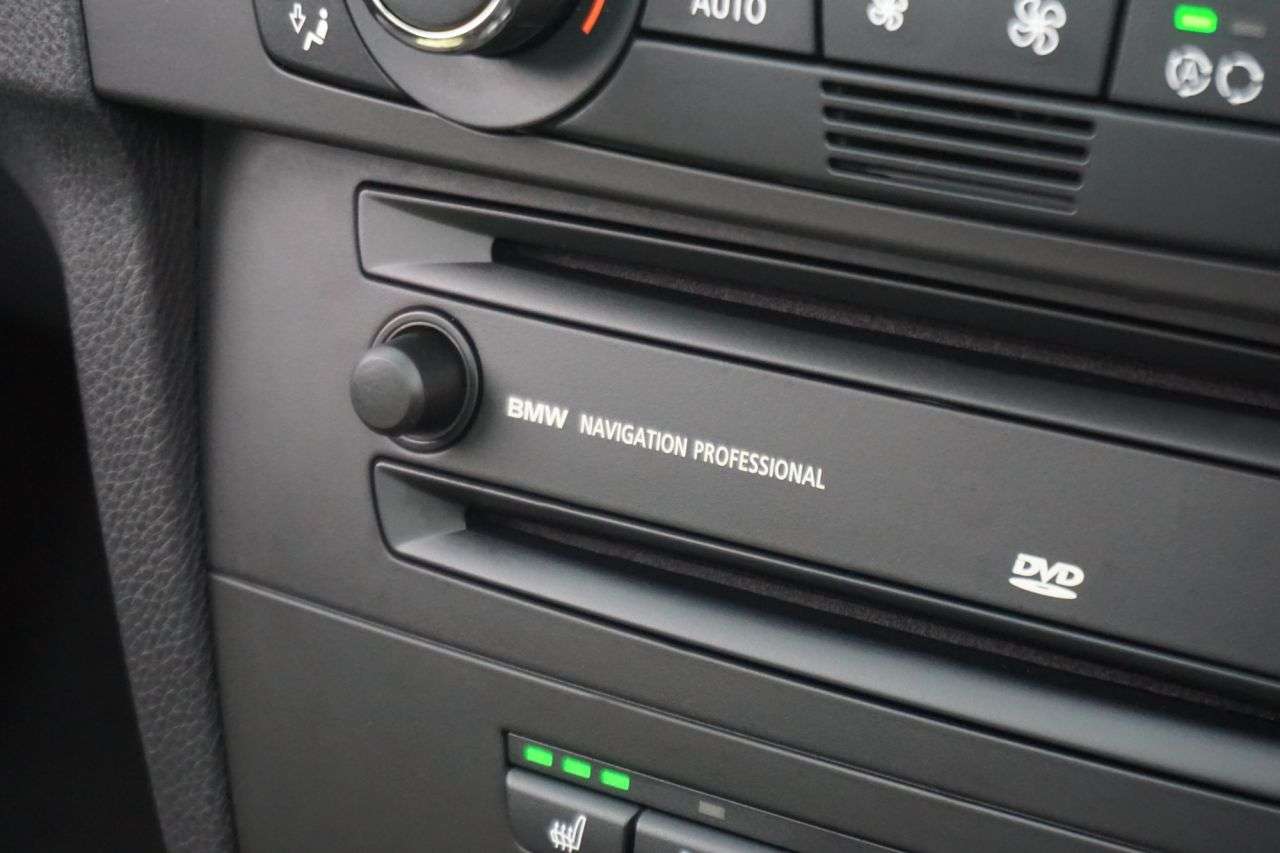 AUTO
A
BMW NAVIGATION PROFESSIONAL
DVD